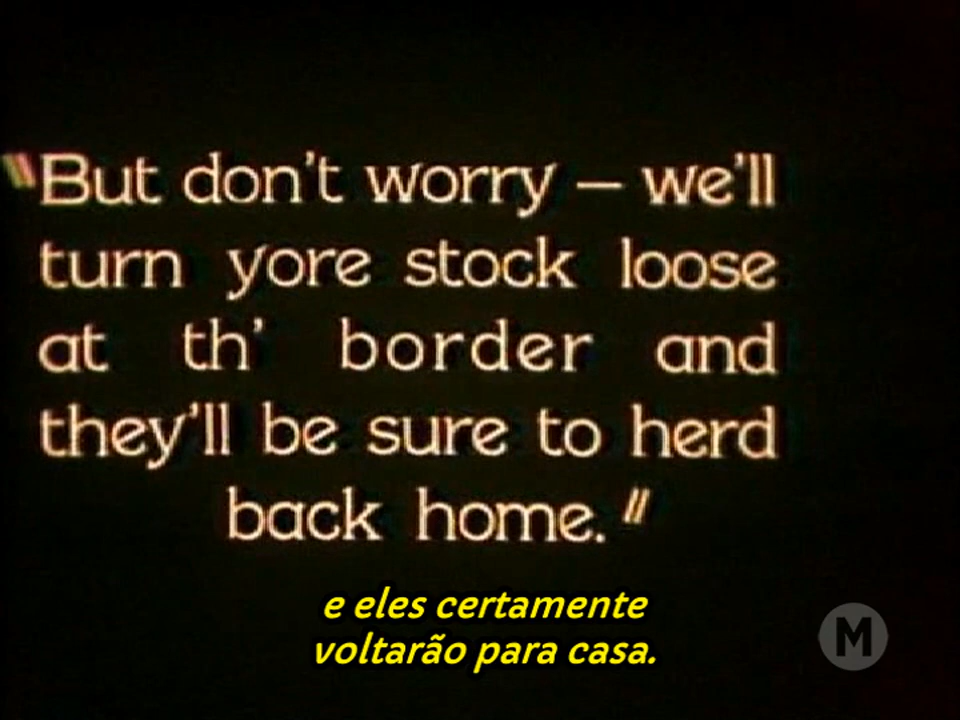 "But don't worry — we'll
turn yore stock loose
at th' border and
they'll be sure to herd
back home."
e eles certamente
voltarão para casa.
M